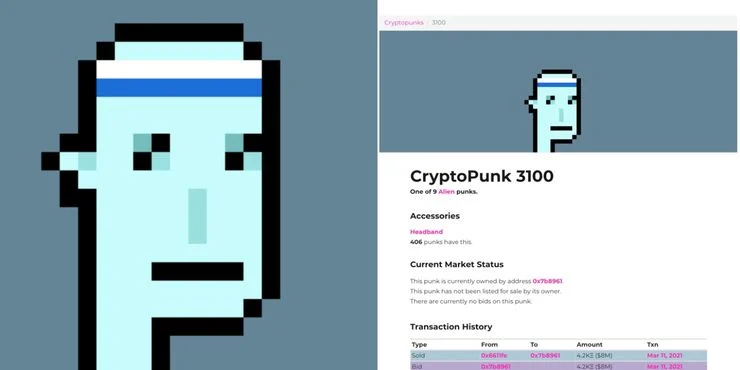 Cryptopunks / 3100
CryptoPunk 3100
One of 9 Alien punks.
Accessories
Headband
406 punks have this.
Current Market Status
This punk is currently owned by address 0x7b8961.
This punk has not been listed for sale by its owner.
There are currently no bids on this punk.
Transaction History
Type From To Amount Txn
Sold 0x6611fe 0x7b8961 4.2KΞ ($8M) Mar 11, 2021
Bid 0x7b8961 4.2KΞ ($8M) Mar 11, 2021